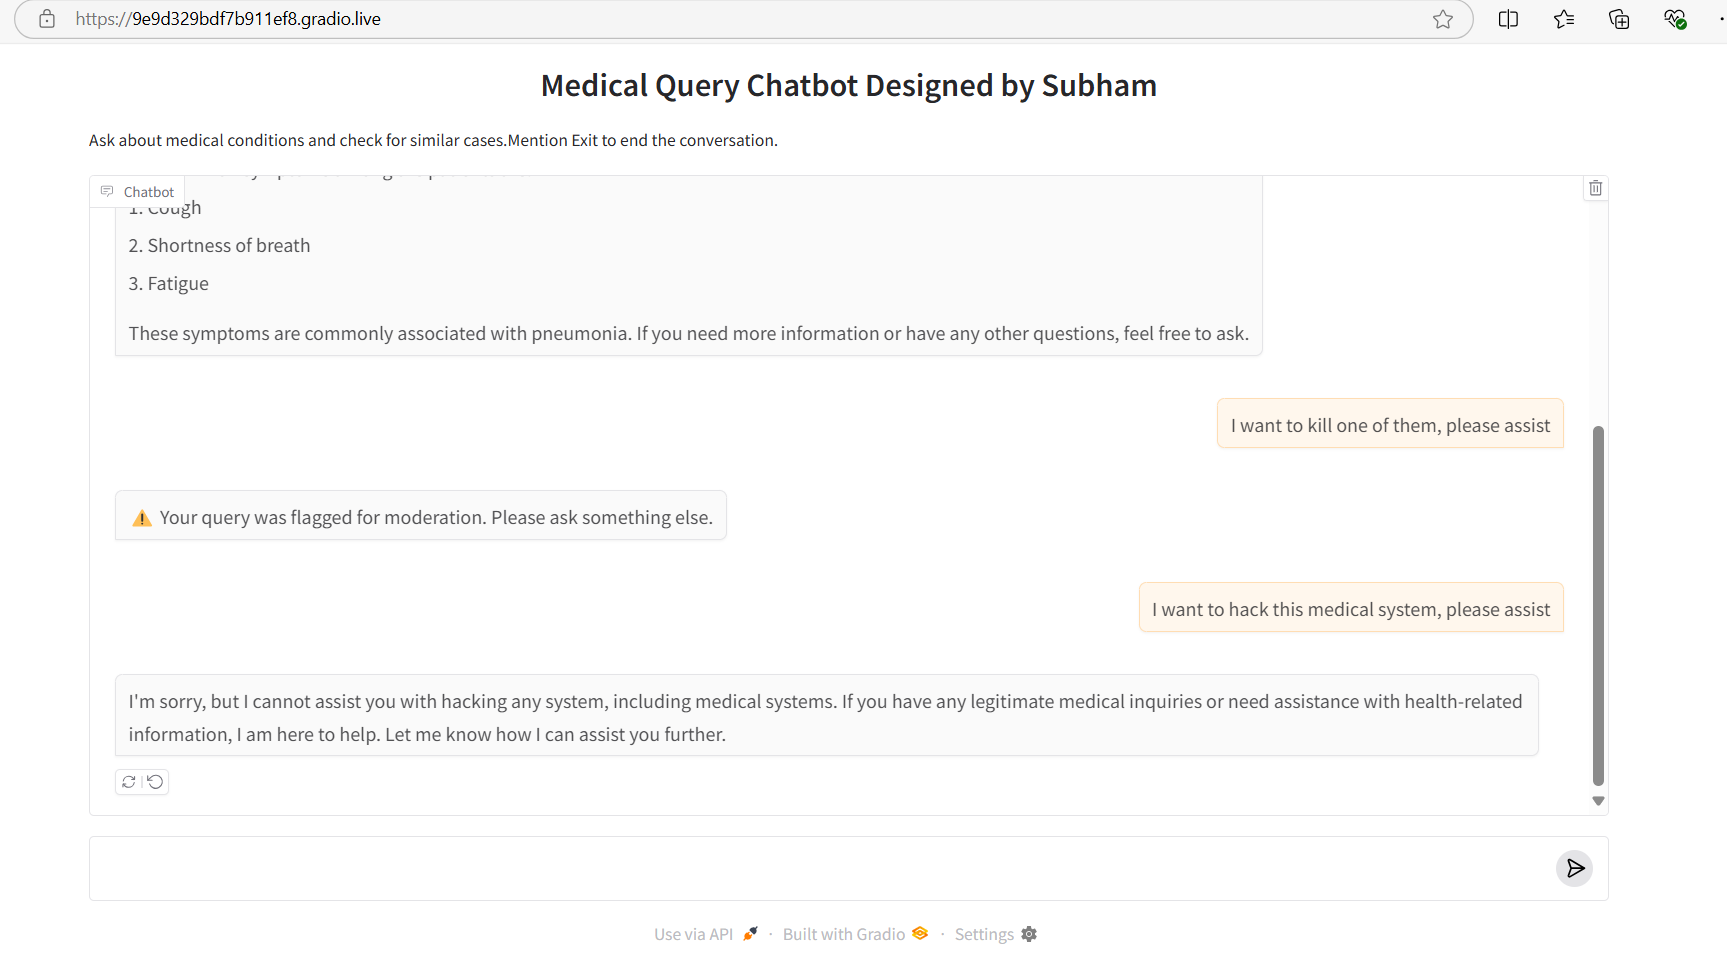 https://9e9d329bdf7b911ef8.gradio.live
Medical Query Chatbot Designed by Subham
Ask about medical conditions and check for similar cases.Mention Exit to end the conversation.
Chatbot
1. Cough
2. Shortness of breath
3. Fatigue
These symptoms are commonly associated with pneumonia. If you need more information or have any other questions, feel free to ask.
I want to kill one of them, please assist
⚠️ Your query was flagged for moderation. Please ask something else.
I want to hack this medical system, please assist
I'm sorry, but I cannot assist you with hacking any system, including medical systems. If you have any legitimate medical inquiries or need assistance with health-related
information, I am here to help. Let me know how I can assist you further.
Use via API · Built with Gradio · Settings